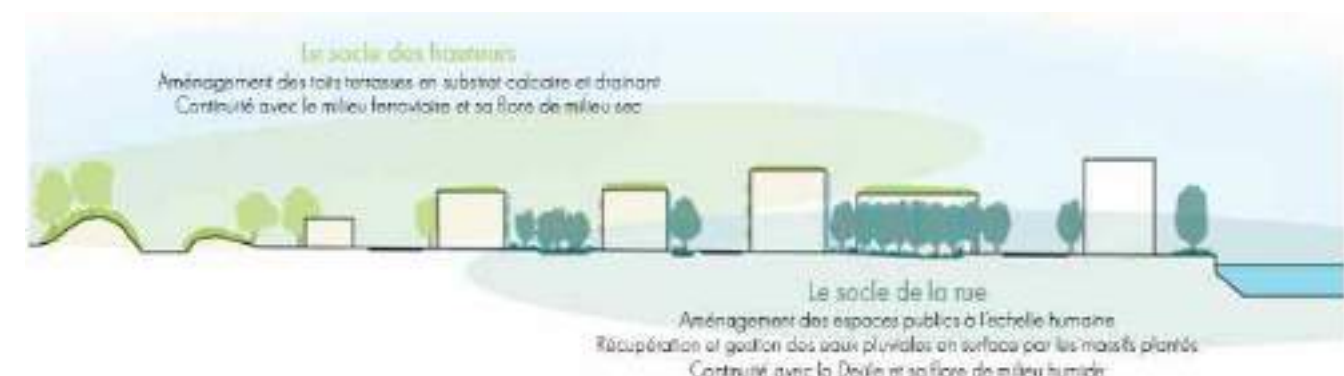 Le socle des hauteurs
Aménagement des toits terrasses en substrat calcaire et drainant
Continuité avec le milieu ferroviaire et sa flore de milieu sec
Le socle de la rue
Aménagement des espaces publics à l'échelle humaine
Récupération et gestion des eaux pluviales en surface par les massifs plantés
Continuité avec la Deûle et sa flore de milieu humide